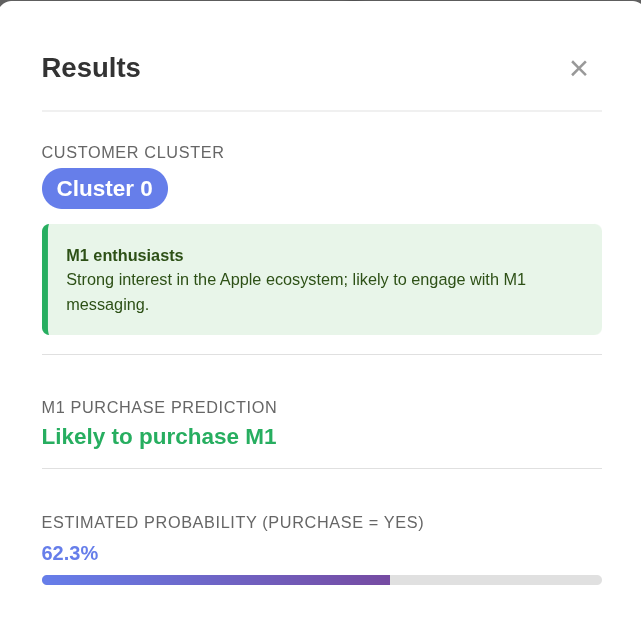 Results
CUSTOMER CLUSTER
Cluster 0
M1 enthusiasts
Strong interest in the Apple ecosystem; likely to engage with M1
messaging.
M1 PURCHASE PREDICTION
Likely to purchase M1
ESTIMATED PROBABILITY (PURCHASE = YES)
62.3%